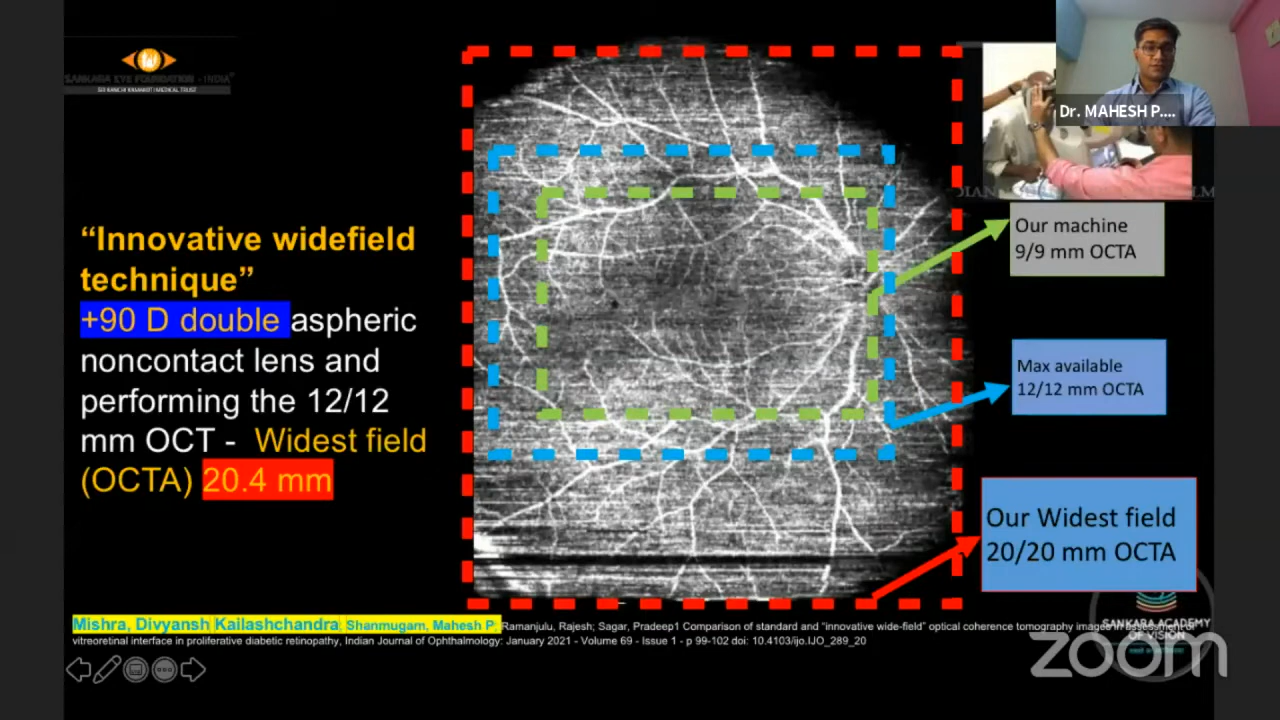 SANKARA EYE FOUNDATION - INDIA
SRI KANCHI KAMAKOTI MEDICAL TRUST
Dr. MAHESH P....
“Innovative widefield
technique”
+90 D double aspheric
noncontact lens and
performing the 12/12
mm OCT - Widest field
(OCTA) 20.4 mm
Our machine
9/9 mm OCTA
Max available
12/12 mm OCTA
Our Widest field
20/20 mm OCTA
Mishra, Divyansh Kailashchandra; Shanmugam, Mahesh P; Ramanjulu, Rajesh; Sagar, Pradeep1 Comparison of standard and “innovative wide-field” optical coherence tomography images in assessment of
vitreoretinal interface in proliferative diabetic retinopathy, Indian Journal of Ophthalmology: January 2021 - Volume 69 - Issue 1 - p 99-102 doi: 10.4103/ijo.IJO_289_20
SANKARA ACADEMY
OF VISION
zoom